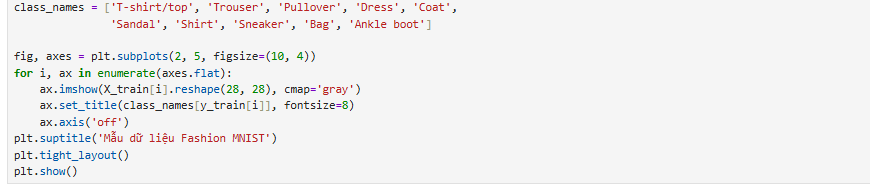 class_names = ['T-shirt/top', 'Trouser', 'Pullover', 'Dress', 'Coat',
               'Sandal', 'Shirt', 'Sneaker', 'Bag', 'Ankle boot']

fig, axes = plt.subplots(2, 5, figsize=(10, 4))
for i, ax in enumerate(axes.flat):
    ax.imshow(X_train[i].reshape(28, 28), cmap='gray')
    ax.set_title(class_names[y_train[i]], fontsize=8)
    ax.axis('off')
plt.suptitle('Mẫu dữ liệu Fashion MNIST')
plt.tight_layout()
plt.show()